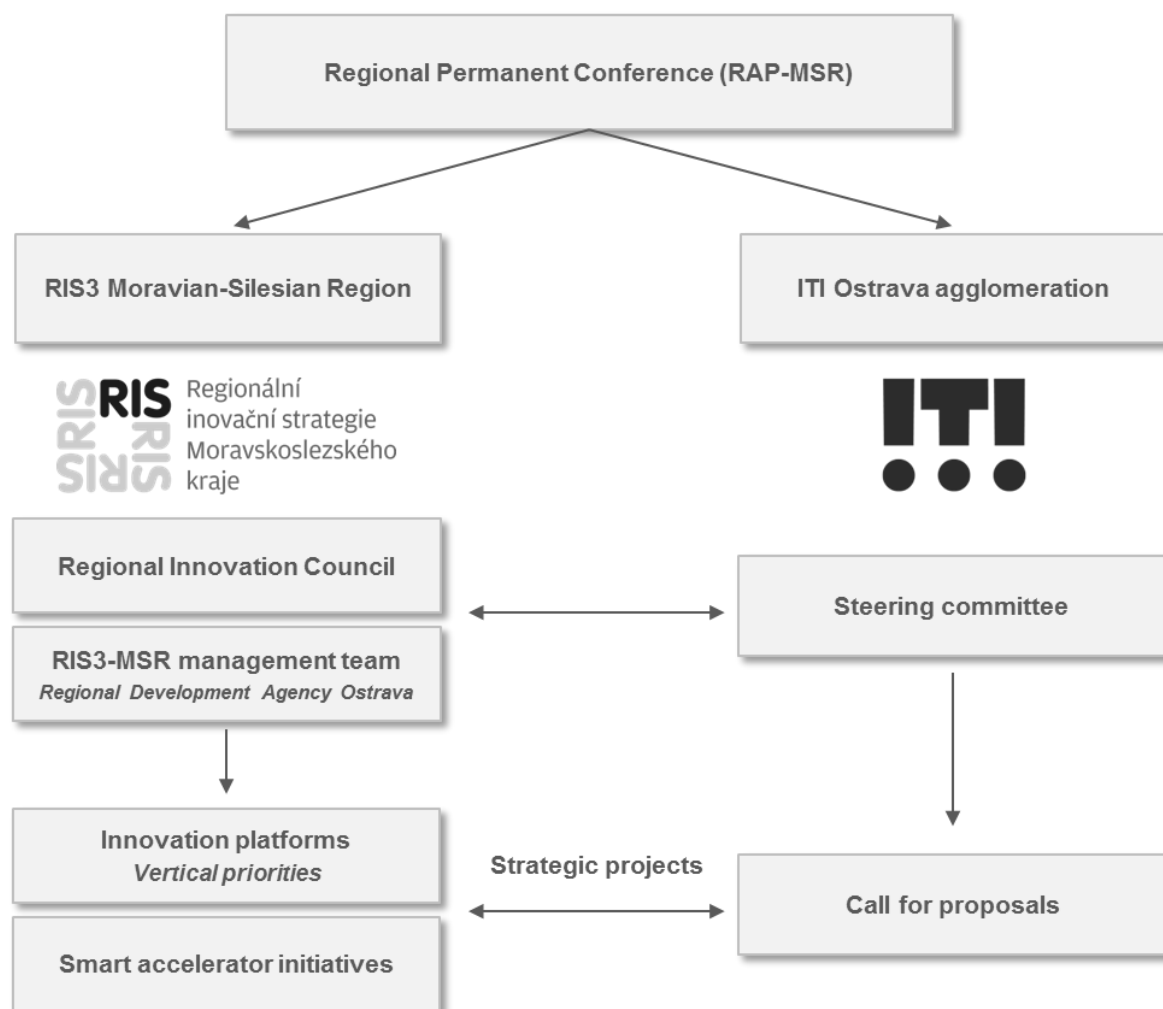 Regional Permanent Conference (RAP-MSR)
RIS3 Moravian-Silesian Region
ITI Ostrava agglomeration
RIS
RIS
RIS
RIS
Regionální
inovační strategie
Moravskoslezského
kraje
ITI
Regional Innovation Council
RIS3-MSR management team
Regional Development Agency Ostrava
Steering committee
Innovation platforms
Vertical priorities
Strategic projects
Call for proposals
Smart accelerator initiatives